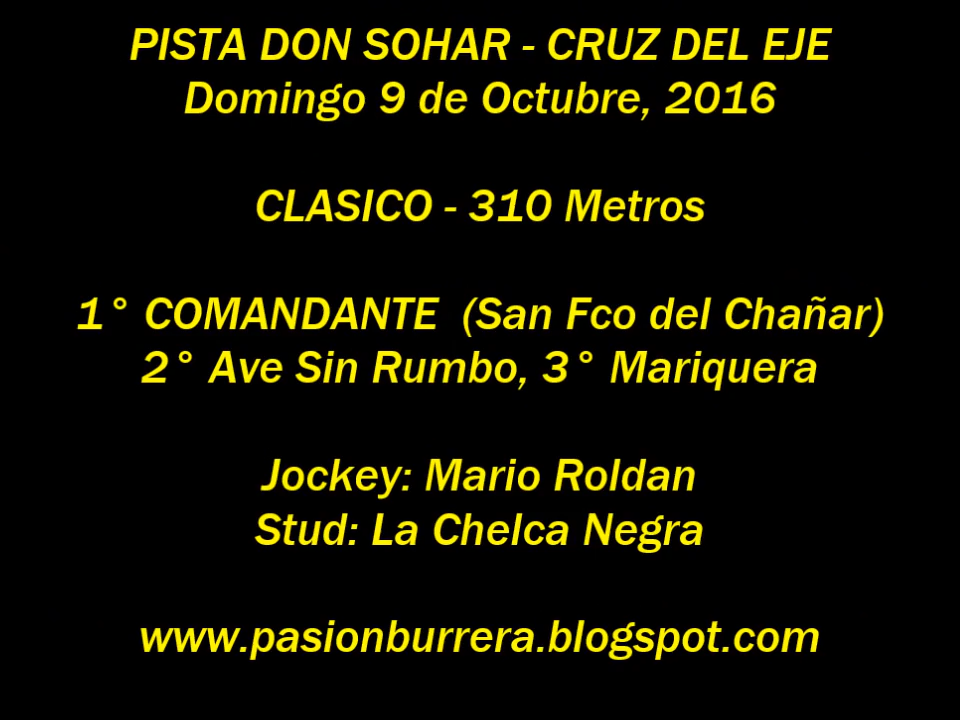 PISTA DON SOHAR - CRUZ DEL EJE
Domingo 9 de Octubre, 2016
CLASICO - 310 Metros
1° COMANDANTE (San Fco del Chañar)
2° Ave Sin Rumbo, 3° Mariquera
Jockey: Mario Roldan
Stud: La Chelca Negra
www.pasionburrera.blogspot.com